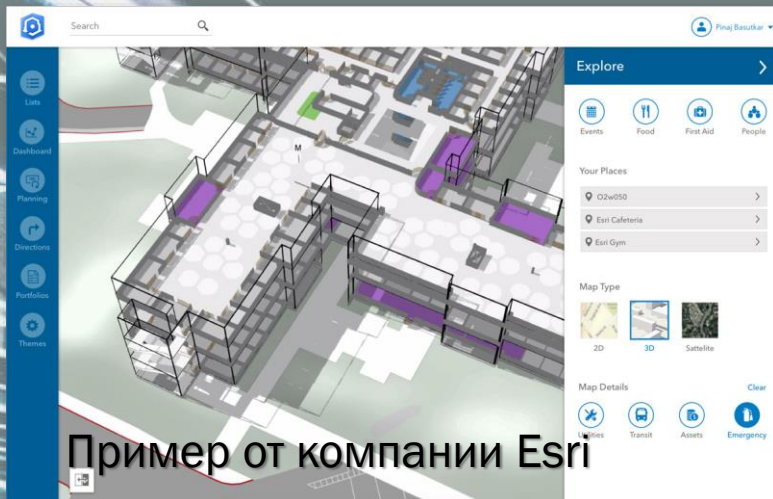 Search
Pinaj Basutkar
Lists
Dashboard
Planning
Directions
Portfolios
Themes
M
Explore
Events Food First Aid People
Your Places
O2w050
Esri Cafeteria
Esri Gym
Map Type
2D 3D Sattelite
Map Details Clear
Utilities Transit Assets Emergency
Пример от компании Esri